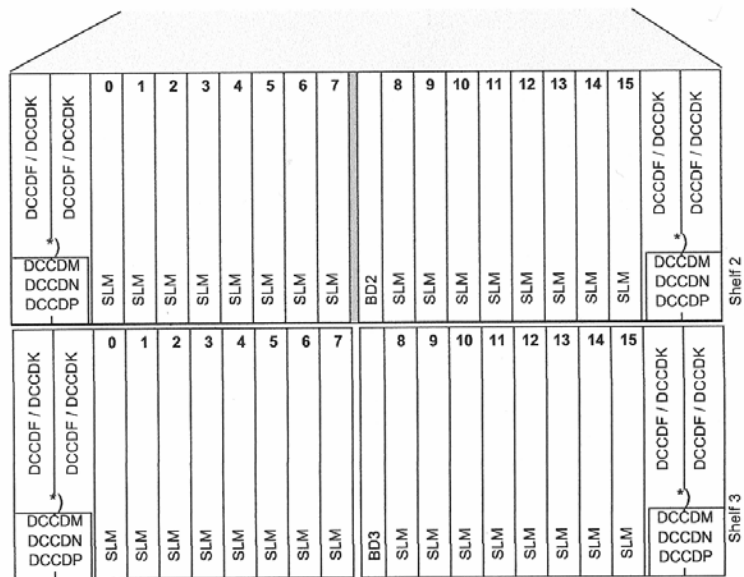 DCCDF / DCCDK
DCCDF / DCCDK
0 1 2 3 4 5 6 7 8 9 10 11 12 13 14 15
DCCDF / DCCDK
DCCDF / DCCDK
*) *)
DCCDM
DCCDN
DCCDP
SLM SLM SLM SLM SLM SLM SLM SLM BD2 SLM SLM SLM SLM SLM SLM SLM SLM
DCCDM
DCCDN
DCCDP
Shelf 2
DCCDF / DCCDK
DCCDF / DCCDK
0 1 2 3 4 5 6 7 8 9 10 11 12 13 14 15
DCCDF / DCCDK
DCCDF / DCCDK
*) *)
DCCDM
DCCDN
DCCDP
SLM SLM SLM SLM SLM SLM SLM SLM BD3 SLM SLM SLM SLM SLM SLM SLM SLM
DCCDM
DCCDN
DCCDP
Shelf 3